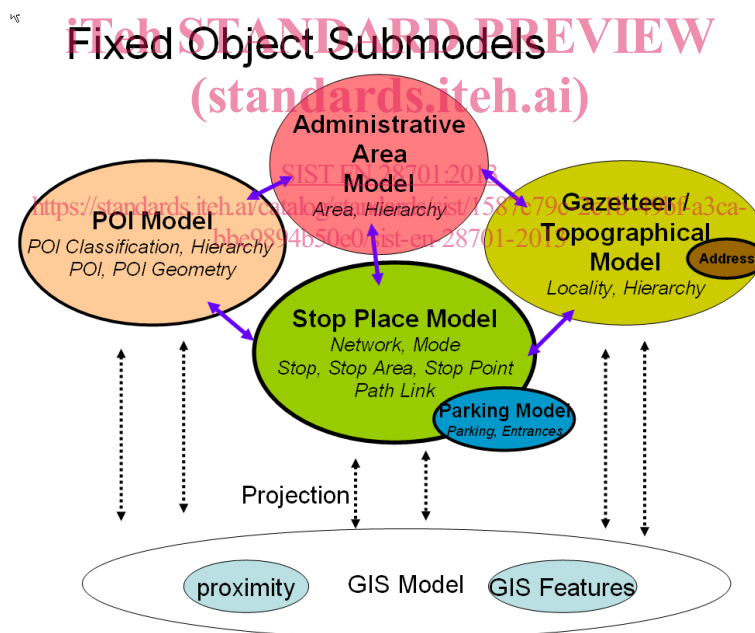 iTeh STANDARD PREVIEW
Fixed Object Submodels
(standards.iteh.ai)
Administrative
Area
Model
Area, Hierarchy
SIST EN 28701:2013
POI Model
POI Classification, Hierarchy
POI, POI Geometry
Gazetteer /
Topographical
Model
Locality, Hierarchy
Address
Stop Place Model
Network, Mode
Stop, Stop Area, Stop Point
Path Link
Parking Model
Parking, Entrances
Projection
proximity
GIS Model
GIS Features